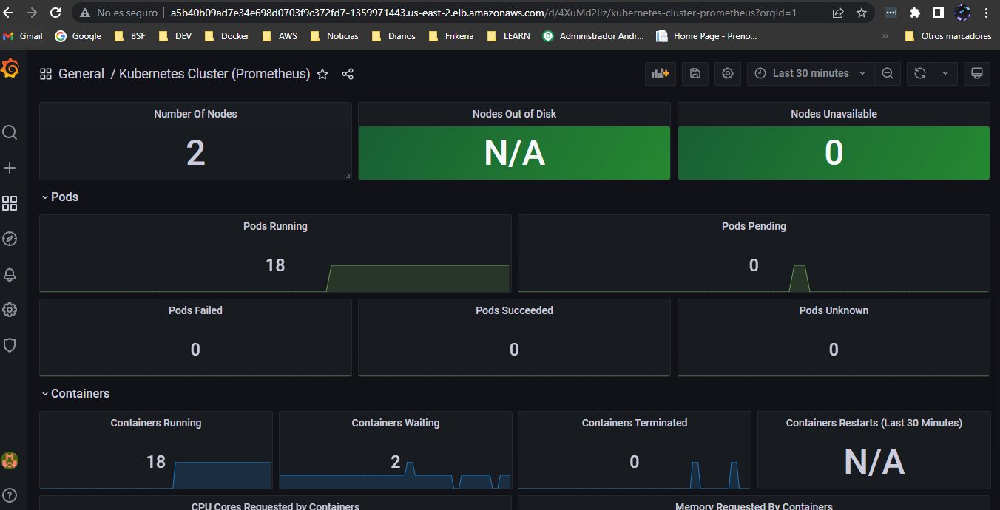 No es seguro a5b40b09ad7e34e698d0703f9c372fd7-1359971443.us-east-2.elb.amazonaws.com/d/4XuMd2Iiz/kubernetes-cluster-prometheus?orgId=1
Gmail Google BSF DEV Docker AWS Noticias Diarios Frikeria LEARN Administrador Andr... Home Page - Preno... » Otros marcadores
General / Kubernetes Cluster (Prometheus) Last 30 minutes
Number Of Nodes Nodes Out of Disk Nodes Unavailable
2 N/A 0
Pods
Pods Running Pods Pending
18 0
Pods Failed Pods Succeeded Pods Unknown
0 0 0
Containers
Containers Running Containers Waiting Containers Terminated Containers Restarts (Last 30 Minutes)
18 2 0 N/A
CPU Cores Requested by Containers Memory Requested By Containers